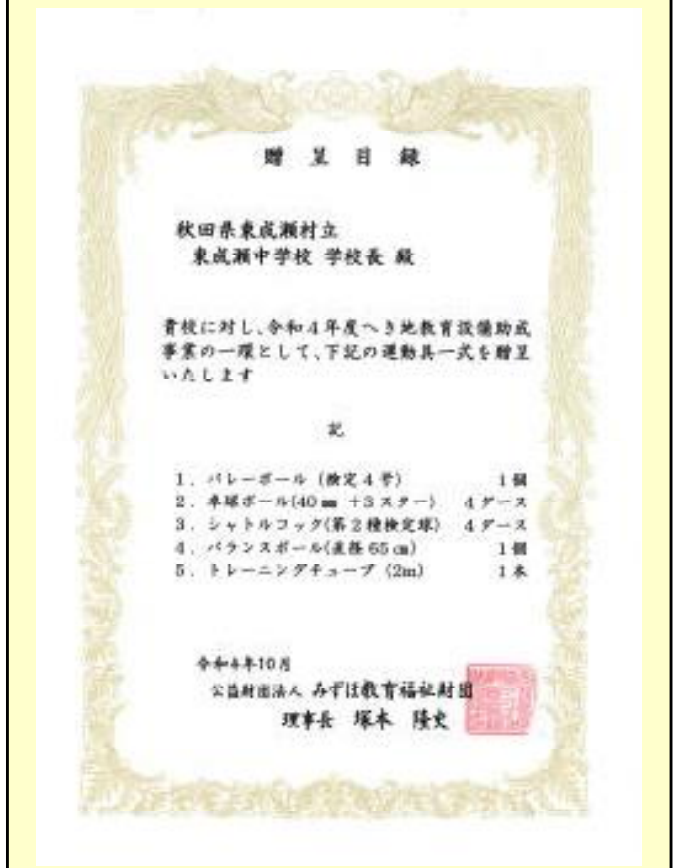 贈呈目録
秋田県東成瀬村立
東成瀬中学校 学校長 殿
貴校に対し、令和4年度へき地教育設備助成
事業の一環として、下記の運動具一式を贈呈
いたします
記
1. バレーボール (検定4号) 1個
2. 卓球ボール(40㎜ +3スター) 4ダース
3. シャトルコック(第2種検定球) 4ダース
4. バランスボール(直径65㎝) 1個
5. トレーニングチューブ (2m) 1本
令和4年10月
公益財団法人 みずほ教育福祉財団
理事長 塚本 隆史